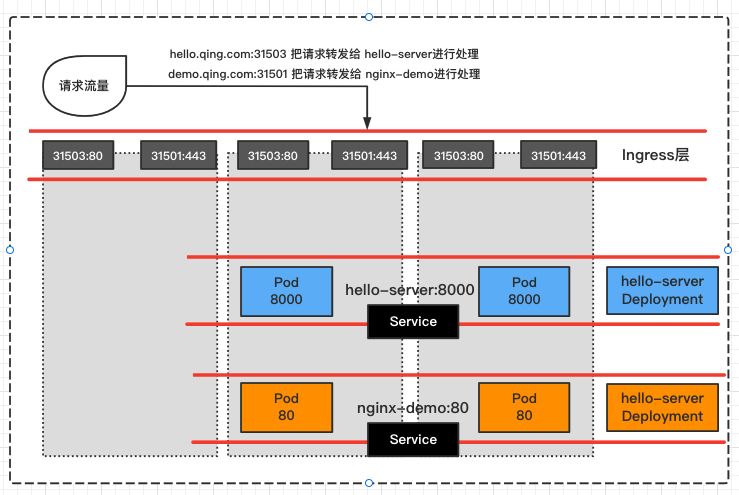 hello.qing.com:31503 把请求转发给 hello-server进行处理
demo.qing.com:31501 把请求转发给 nginx-demo进行处理
请求流量
31503:80
31501:443
31503:80
31501:443
31503:80
31501:443
Ingress层
Pod
8000
hello-server:8000
Pod
8000
hello-server
Deployment
Service
Pod
80
nginx-demo:80
Pod
80
hello-server
Deployment
Service